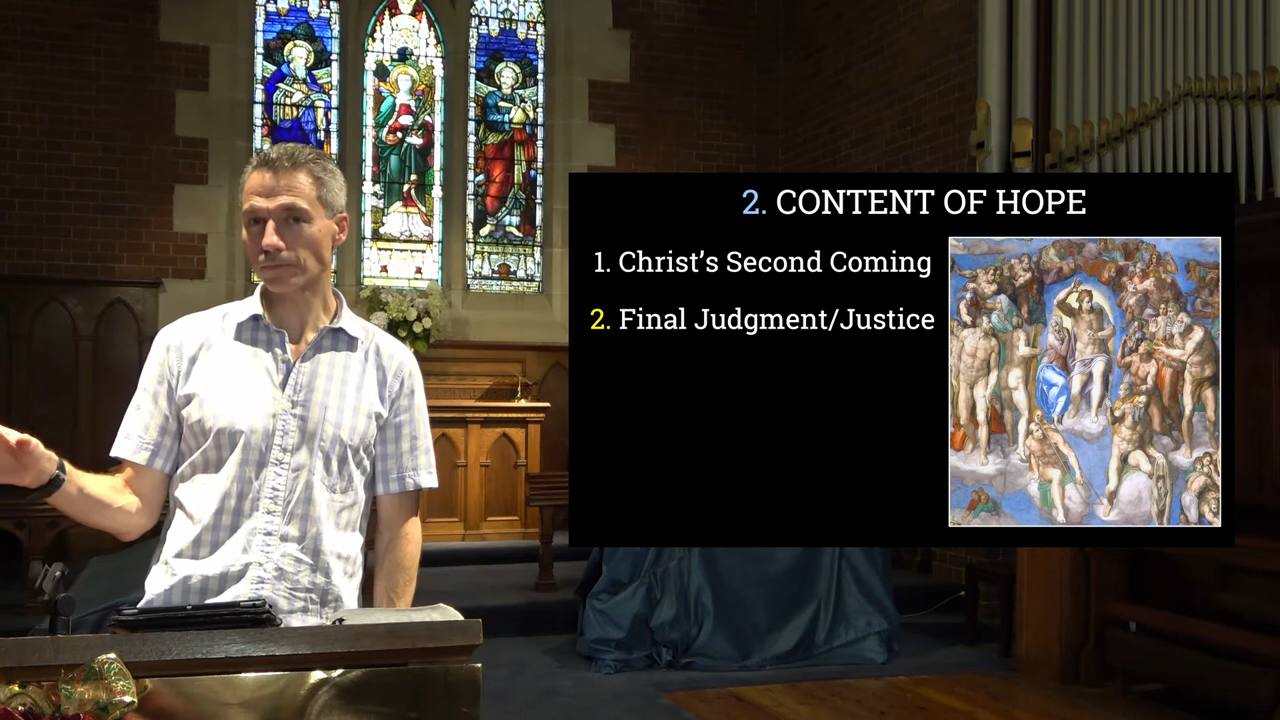 2. CONTENT OF HOPE
1. Christ’s Second Coming
2. Final Judgment/Justice